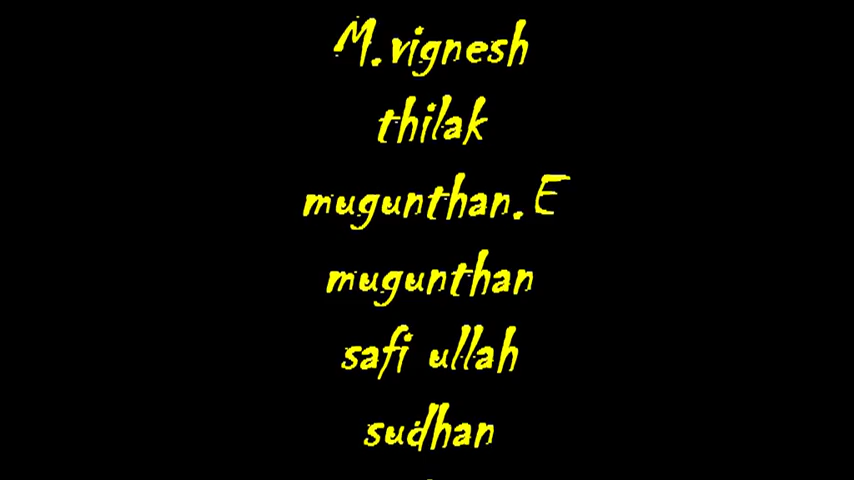 M.vignesh
thilak
mugunthan.E
mugunthan
safi ullah
sudhan